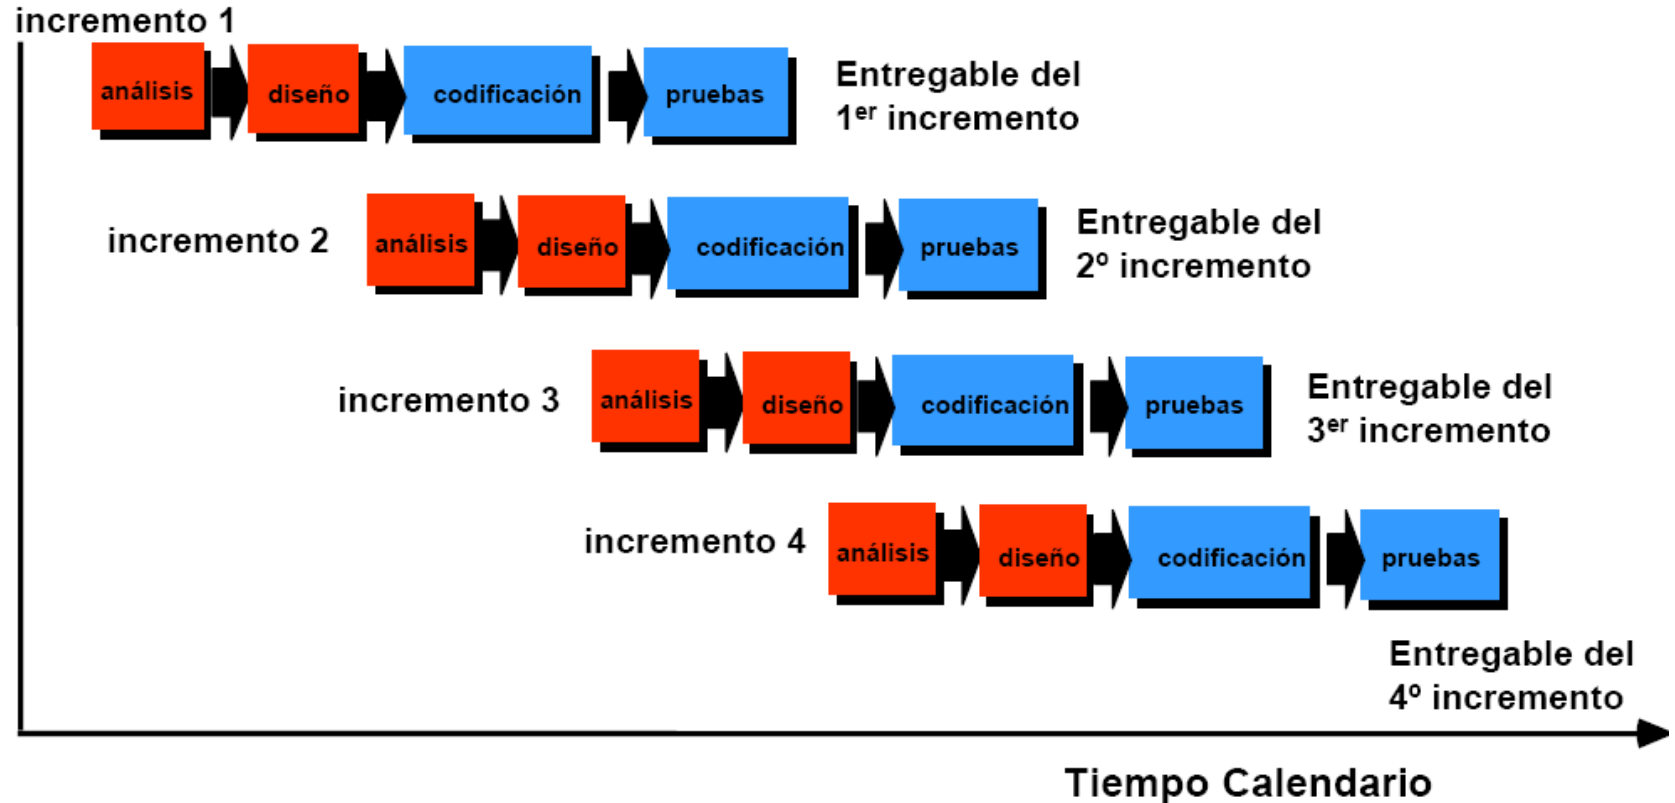 incremento 1
análisis diseño codificación pruebas
Entregable del
1er incremento
incremento 2
análisis diseño codificación pruebas
Entregable del
2º incremento
incremento 3
análisis diseño codificación pruebas
Entregable del
3er incremento
incremento 4
análisis diseño codificación pruebas
Entregable del
4º incremento
Tiempo Calendario